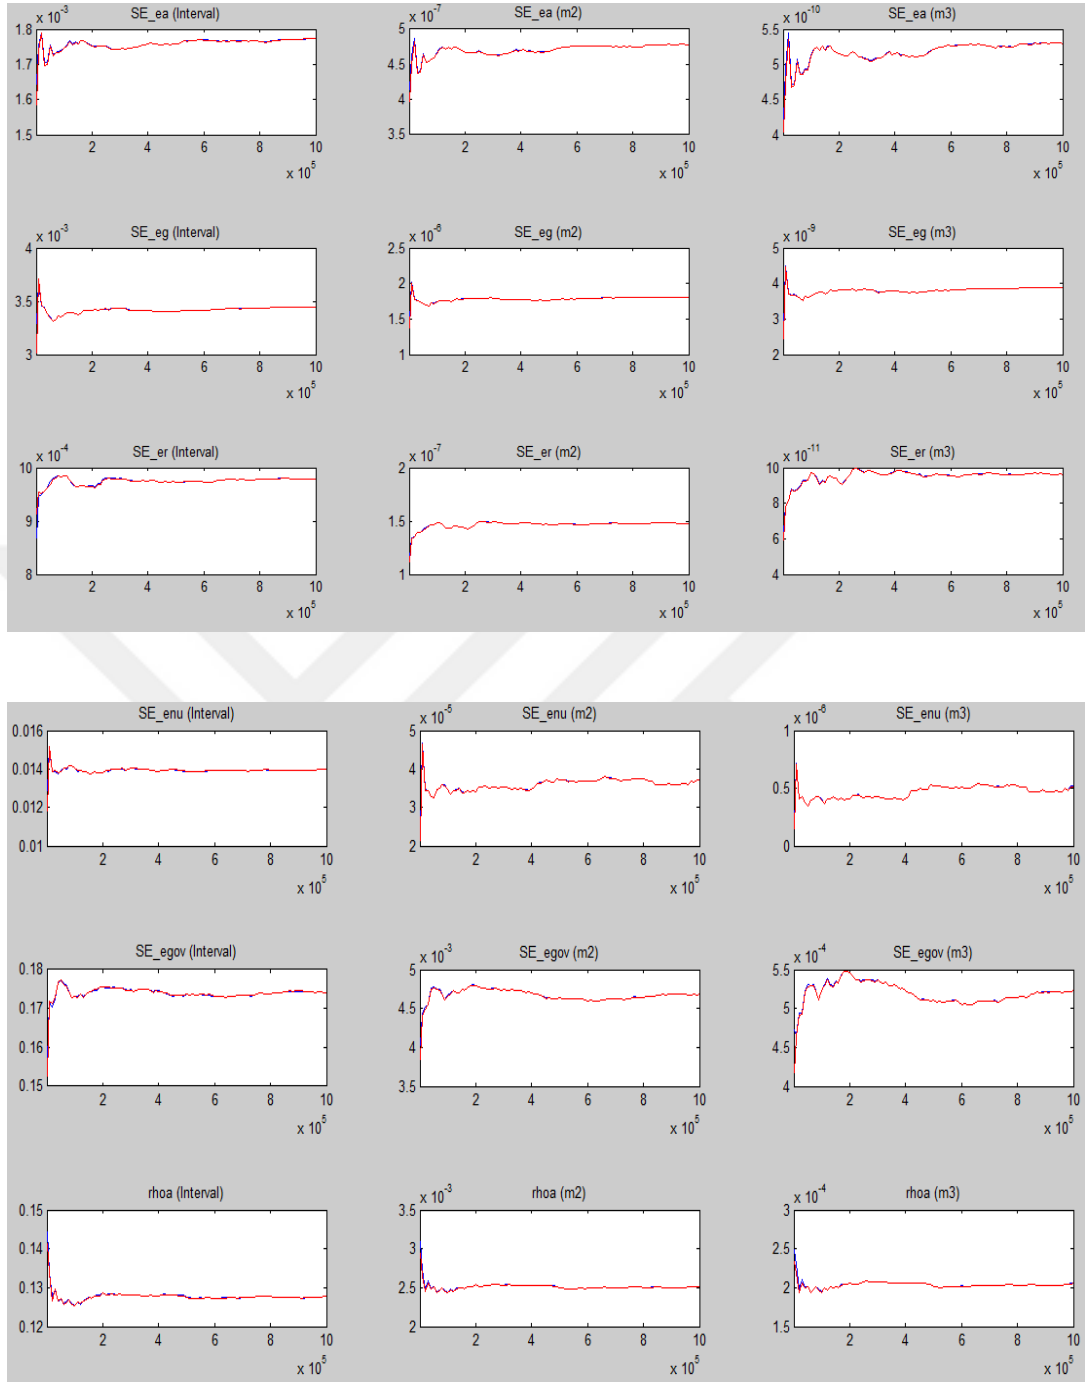 x 10^-3 SE_ea (Interval) x 10^-7 SE_ea (m2) x 10^-10 SE_ea (m3)
1.8 5 5.5
1.7 4.5 5
1.6 4 4.5
1.5 3.5 4
2 4 6 8 10 2 4 6 8 10 2 4 6 8 10
x 10^5 x 10^5 x 10^5
x 10^-3 SE_eg (Interval) x 10^-6 SE_eg (m2) x 10^-9 SE_eg (m3)
4 2.5 5
2 4
3.5
1.5 3
3 1 2
2 4 6 8 10 2 4 6 8 10 2 4 6 8 10
x 10^5 x 10^5 x 10^5
x 10^-4 SE_er (Interval) x 10^-7 SE_er (m2) x 10^-11 SE_er (m3)
10 2 10
8
9 1.5
6
8 1 4
2 4 6 8 10 2 4 6 8 10 2 4 6 8 10
x 10^5 x 10^5 x 10^5
SE_enu (Interval) x 10^-5 SE_enu (m2) x 10^-6 SE_enu (m3)
0.016 5 1
0.014 4
0.5
0.012 3
0.01 2 0
2 4 6 8 10 2 4 6 8 10 2 4 6 8 10
x 10^5 x 10^5 x 10^5
SE_egov (Interval) x 10^-3 SE_egov (m2) x 10^-4 SE_egov (m3)
0.18 5 5.5
0.17 4.5 5
0.16 4 4.5
0.15 3.5 4
2 4 6 8 10 2 4 6 8 10 2 4 6 8 10
x 10^5 x 10^5 x 10^5
rhoa (Interval) x 10^-3 rhoa (m2) x 10^-4 rhoa (m3)
0.15 3.5 3
0.14 3 2.5
0.13 2.5 2
0.12 2 1.5
2 4 6 8 10 2 4 6 8 10 2 4 6 8 10
x 10^5 x 10^5 x 10^5